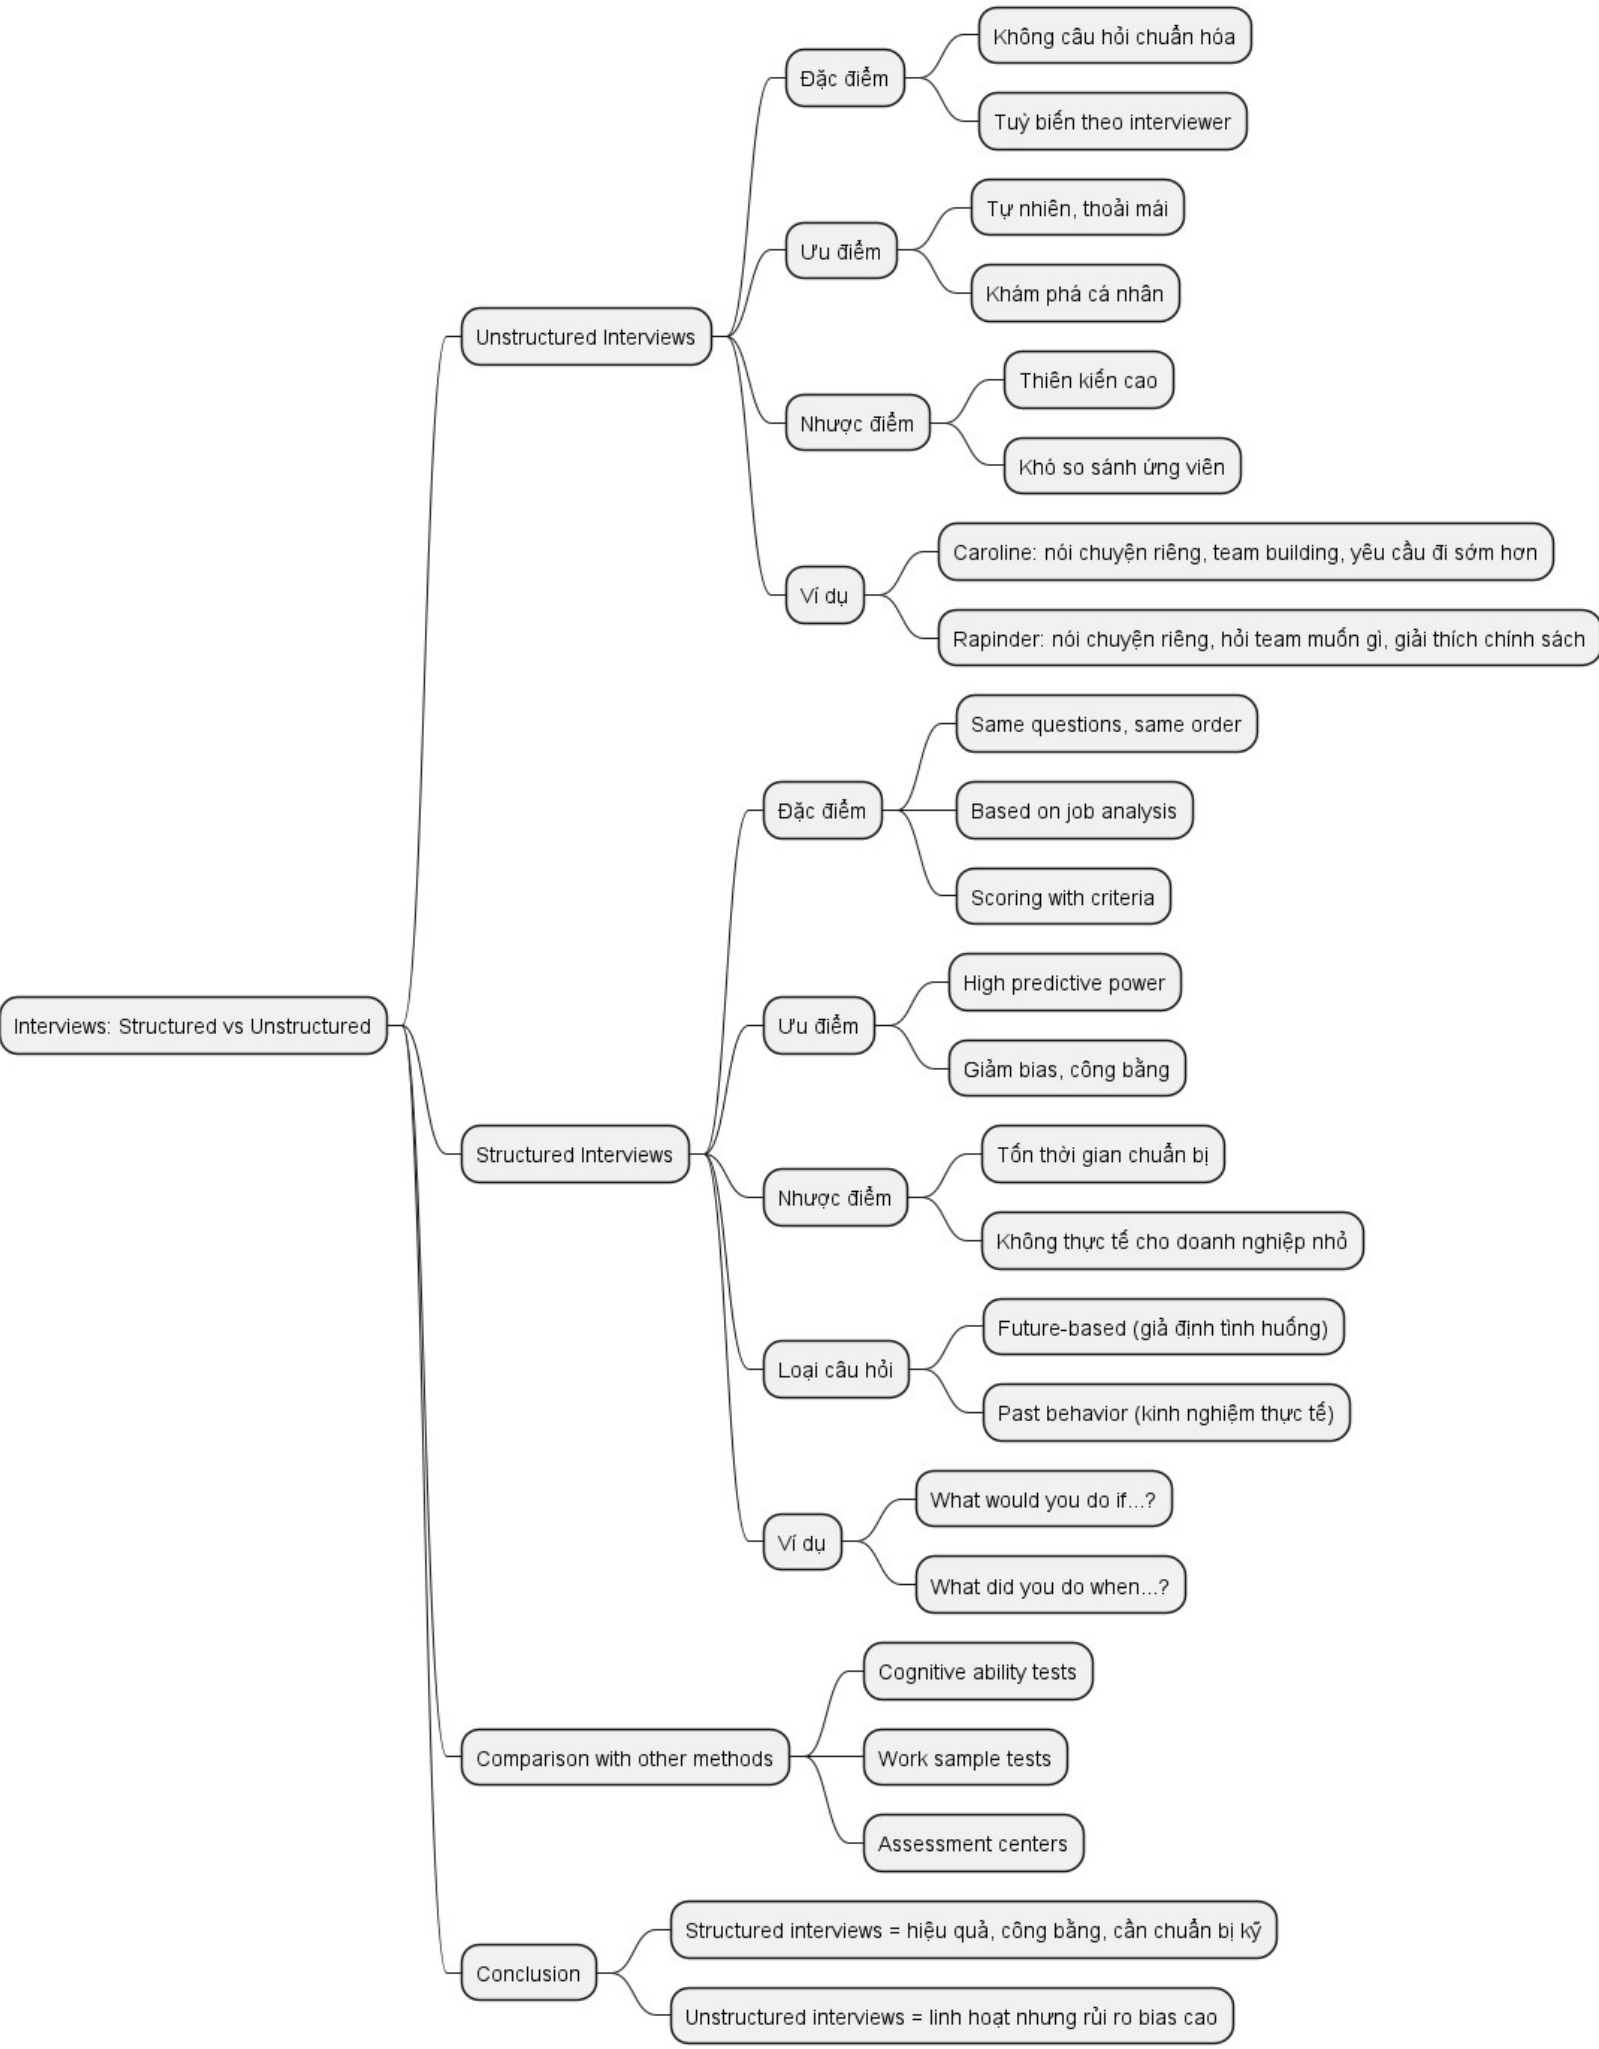 Interviews: Structured vs Unstructured
Unstructured Interviews
Đặc điểm
Không câu hỏi chuẩn hóa
Tuỳ biến theo interviewer
Ưu điểm
Tự nhiên, thoải mái
Khám phá cá nhân
Nhược điểm
Thiên kiến cao
Khó so sánh ứng viên
Ví dụ
Caroline: nói chuyện riêng, team building, yêu cầu đi sớm hơn
Rapinder: nói chuyện riêng, hỏi team muốn gì, giải thích chính sách
Structured Interviews
Đặc điểm
Same questions, same order
Based on job analysis
Scoring with criteria
Ưu điểm
High predictive power
Giảm bias, công bằng
Nhược điểm
Tốn thời gian chuẩn bị
Không thực tế cho doanh nghiệp nhỏ
Loại câu hỏi
Future-based (giả định tình huống)
Past behavior (kinh nghiệm thực tế)
Ví dụ
What would you do if...?
What did you do when...?
Comparison with other methods
Cognitive ability tests
Work sample tests
Assessment centers
Conclusion
Structured interviews = hiệu quả, công bằng, cần chuẩn bị kỹ
Unstructured interviews = linh hoạt nhưng rủi ro bias cao